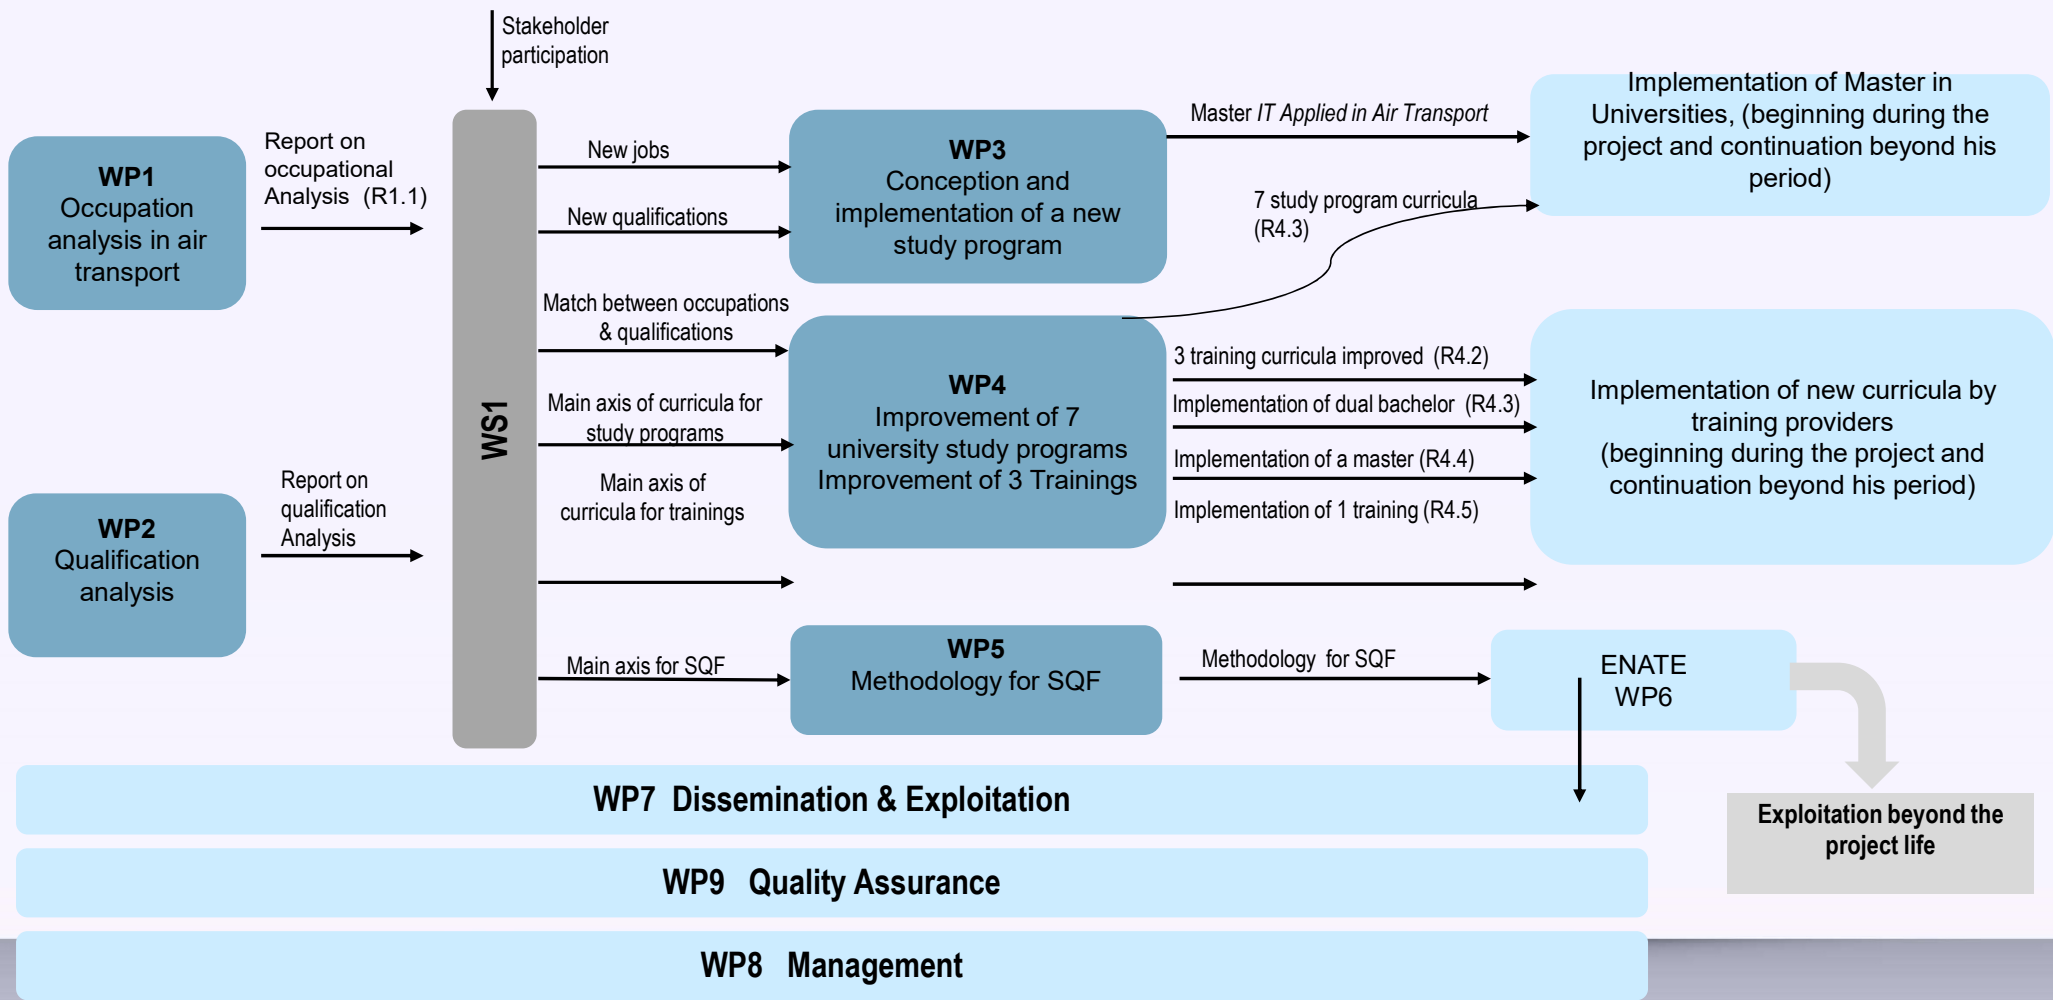 Stakeholder
participation
WP1
Occupation
analysis in air
transport
Report on
occupational
Analysis (R1.1)
WP2
Qualification
analysis
Report on
qualification
Analysis
WS1
New jobs
New qualifications
Match between occupations
& qualifications
Main axis of curricula for
study programs
Main axis of
curricula for trainings
Main axis for SQF
WP3
Conception and
implementation of a new
study program
WP4
Improvement of 7
university study programs
Improvement of 3 Trainings
WP5
Methodology for SQF
Master IT Applied in Air Transport
7 study program curricula
(R4.3)
3 training curricula improved (R4.2)
Implementation of dual bachelor (R4.3)
Implementation of a master (R4.4)
Implementation of 1 training (R4.5)
Methodology for SQF
Implementation of Master in
Universities, (beginning during the
project and continuation beyond his
period)
Implementation of new curricula by
training providers
(beginning during the project and
continuation beyond his period)
ENATE
WP6
Exploitation beyond the
project life
WP7 Dissemination & Exploitation
WP9 Quality Assurance
WP8 Management